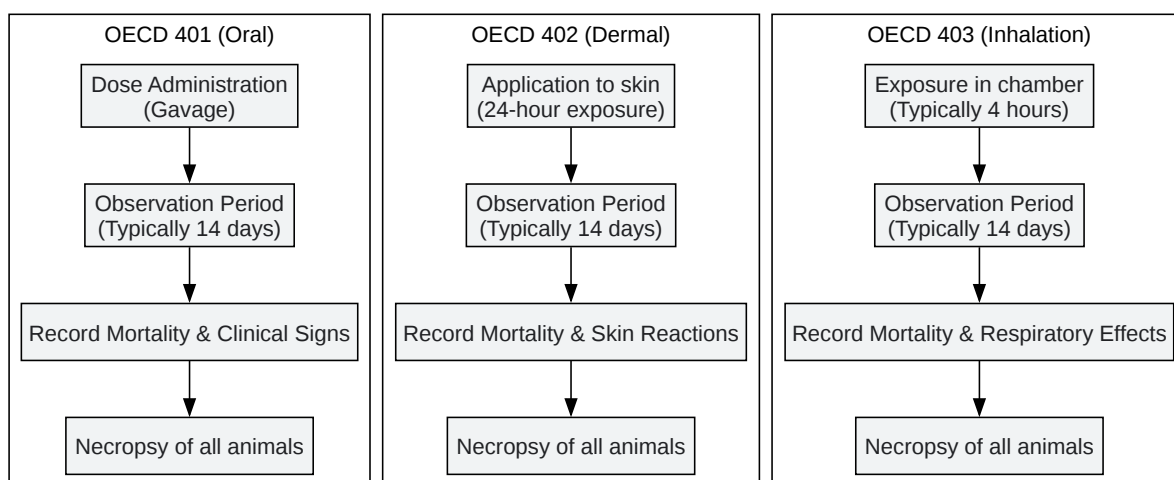 OECD 401 (Oral)
Dose Administration
(Gavage)
Observation Period
(Typically 14 days)
Record Mortality & Clinical Signs
Necropsy of all animals
OECD 402 (Dermal)
Application to skin
(24-hour exposure)
Observation Period
(Typically 14 days)
Record Mortality & Skin Reactions
Necropsy of all animals
OECD 403 (Inhalation)
Exposure in chamber
(Typically 4 hours)
Observation Period
(Typically 14 days)
Record Mortality & Respiratory Effects
Necropsy of all animals